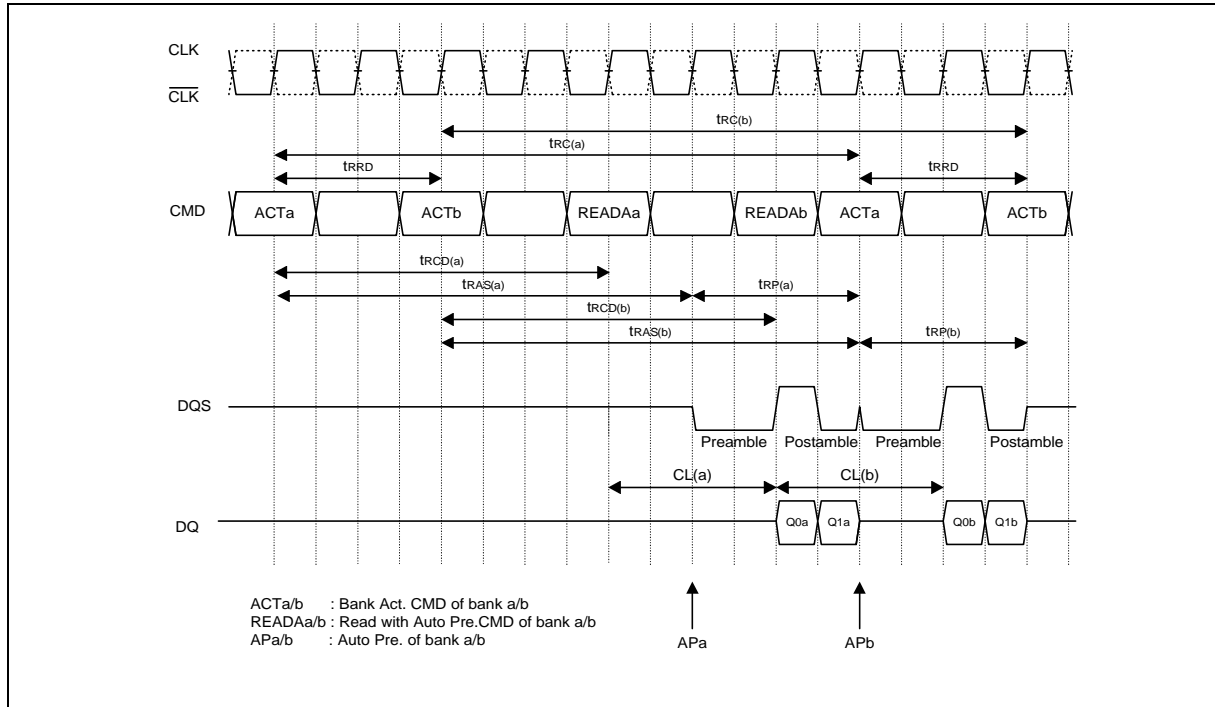 CLK
CLK
tRC(b)
tRC(a)
tRRD tRRD
CMD ACTa ACTb READAa READAb ACTa ACTb
tRCD(a)
tRAS(a) tRP(a)
tRCD(b)
tRAS(b) tRP(b)
DQS
Preamble Postamble Preamble Postamble
CL(a) CL(b)
DQ Q0a Q1a Q0b Q1b
ACTa/b : Bank Act. CMD of bank a/b
READAa/b : Read with Auto Pre.CMD of bank a/b
APa/b : Auto Pre. of bank a/b
APa APb